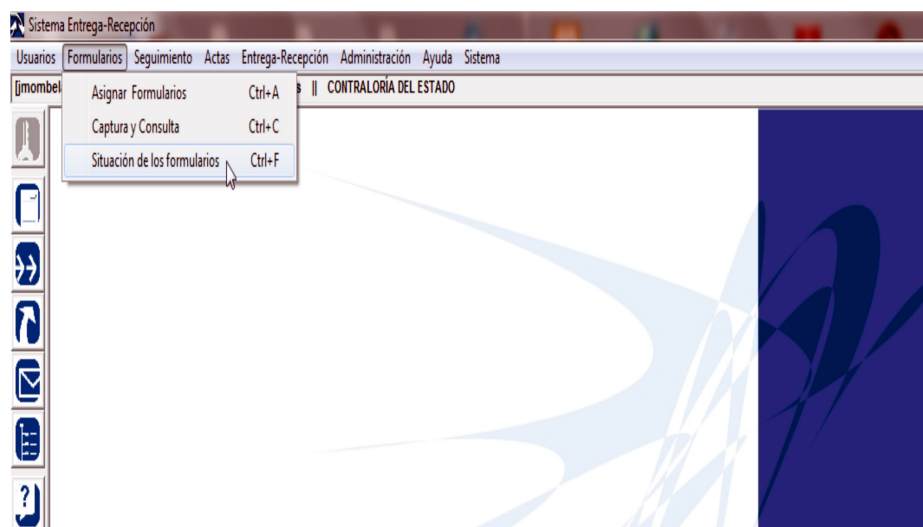 Sistema Entrega-Recepción
Usuarios Formularios Seguimiento Actas Entrega-Recepción Administración Ayuda Sistema
[jmombel s || CONTRALORÍA DEL ESTADO
Asignar Formularios Ctrl+A
Captura y Consulta Ctrl+C
Situación de los formularios Ctrl+F
?